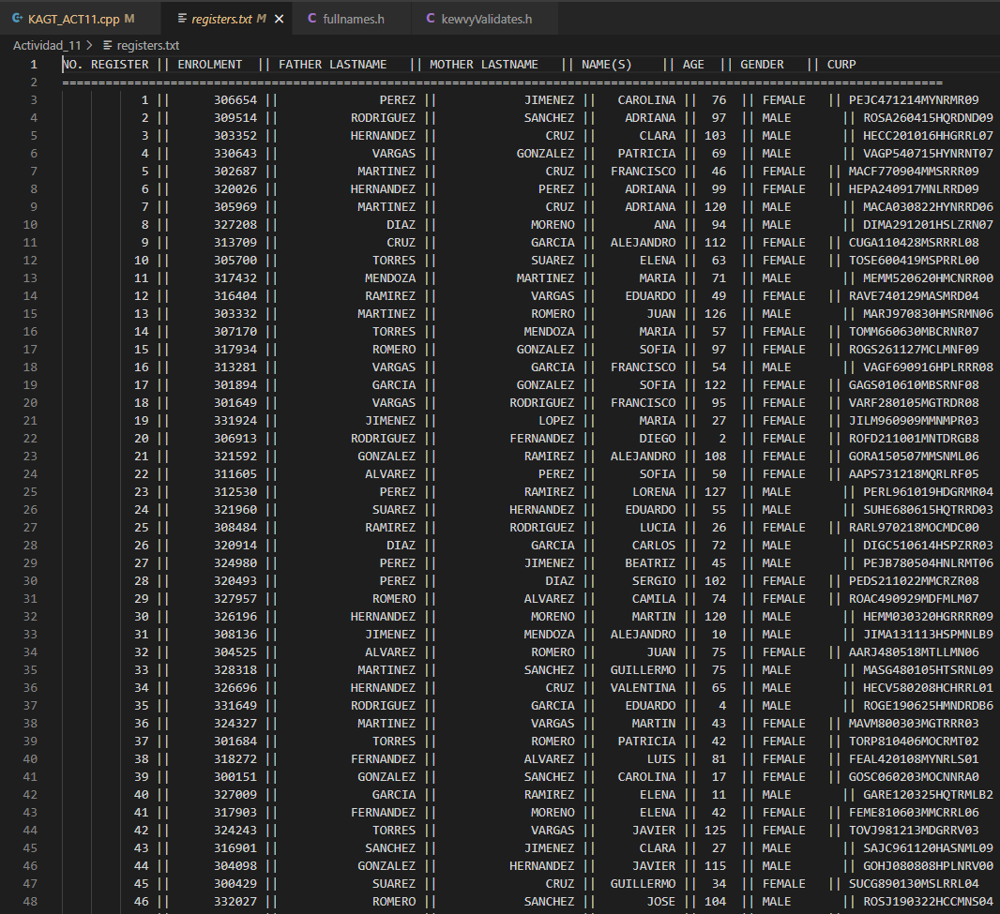 KAGT_ACT11.cpp M registers.txt M × fullnames.h kewvyValidates.h
Actividad_11 > registers.txt
1 NO. REGISTER || ENROLMENT || FATHER LASTNAME || MOTHER LASTNAME || NAME(S) || AGE || GENDER || CURP
2 ==========================================================================================================================
3 1 || 306654 || PEREZ || JIMENEZ || CAROLINA || 76 || FEMALE || PEJC471214MYNRMR09
4 2 || 309514 || RODRIGUEZ || SANCHEZ || ADRIANA || 97 || MALE || ROSA260415HQRDND09
5 3 || 303352 || HERNANDEZ || CRUZ || CLARA || 103 || MALE || HECC201016HHGRRL07
6 4 || 330643 || VARGAS || GONZALEZ || PATRICIA || 69 || MALE || VAGP540715HYNRNT07
7 5 || 302687 || MARTINEZ || CRUZ || FRANCISCO || 46 || FEMALE || MACF770904MMSRRR09
8 6 || 320026 || HERNANDEZ || PEREZ || ADRIANA || 99 || FEMALE || HEPA240917MNLRRD09
9 7 || 305969 || MARTINEZ || CRUZ || ADRIANA || 120 || MALE || MACA030822HYNRRD06
10 8 || 327208 || DIAZ || MORENO || ANA || 94 || MALE || DIMA291201HSLZRN07
11 9 || 313709 || CRUZ || GARCIA || ALEJANDRO || 112 || FEMALE || CUGA110428MSRRRL08
12 10 || 305700 || TORRES || SUAREZ || ELENA || 63 || FEMALE || TOSE600419MSPRRL00
13 11 || 317432 || MENDOZA || MARTINEZ || MARIA || 71 || MALE || MEMM520620HMCNRR00
14 12 || 316404 || RAMIREZ || VARGAS || EDUARDO || 49 || FEMALE || RAVE740129MASMRD04
15 13 || 303332 || MARTINEZ || ROMERO || JUAN || 126 || MALE || MARJ970830HMSRMN06
16 14 || 307170 || TORRES || MENDOZA || MARIA || 57 || FEMALE || TOMM660630MBCRNR07
17 15 || 317934 || ROMERO || GONZALEZ || SOFIA || 97 || FEMALE || ROGS261127MCLMNF09
18 16 || 313281 || VARGAS || GARCIA || FRANCISCO || 54 || MALE || VAGF690916HPLRRR08
19 17 || 301894 || GARCIA || GONZALEZ || SOFIA || 122 || FEMALE || GAGS010610MBSRNF08
20 18 || 301649 || VARGAS || RODRIGUEZ || FRANCISCO || 95 || FEMALE || VARF280105MGTRDR08
21 19 || 331924 || JIMENEZ || LOPEZ || MARIA || 27 || FEMALE || JILM960909MMNMPR03
22 20 || 306913 || RODRIGUEZ || FERNANDEZ || DIEGO || 2 || FEMALE || ROFD211001MNTDRGB8
23 21 || 321592 || GONZALEZ || RAMIREZ || ALEJANDRO || 108 || FEMALE || GORA150507MMSNML06
24 22 || 311605 || ALVAREZ || PEREZ || SOFIA || 50 || FEMALE || AAPS731218MQRLRF05
25 23 || 312530 || PEREZ || RAMIREZ || LORENA || 127 || MALE || PERL961019HDGRMR04
26 24 || 321960 || SUAREZ || HERNANDEZ || EDUARDO || 55 || MALE || SUHE680615HQTRRD03
27 25 || 308484 || RAMIREZ || RODRIGUEZ || LUCIA || 26 || FEMALE || RARL970218MOCMDC00
28 26 || 320914 || DIAZ || GARCIA || CARLOS || 72 || MALE || DIGC510614HSPZRR03
29 27 || 324980 || PEREZ || JIMENEZ || BEATRIZ || 45 || MALE || PEJB780504HNLRMT06
30 28 || 320493 || PEREZ || DIAZ || SERGIO || 102 || FEMALE || PEDS211022MMCRZR08
31 29 || 327957 || ROMERO || ALVAREZ || CAMILA || 74 || FEMALE || ROAC490929MDFMLM07
32 30 || 326196 || HERNANDEZ || MORENO || MARTIN || 120 || MALE || HEMM030320HGRRRR09
33 31 || 308136 || JIMENEZ || MENDOZA || ALEJANDRO || 10 || MALE || JIMA131113HSPMNLB9
34 32 || 304525 || ALVAREZ || ROMERO || JUAN || 75 || FEMALE || AARJ480518MTLLMN06
35 33 || 328318 || MARTINEZ || SANCHEZ || GUILLERMO || 75 || MALE || MASG480105HTSRNL09
36 34 || 326696 || HERNANDEZ || CRUZ || VALENTINA || 65 || MALE || HECV580208HCHRRL01
37 35 || 331649 || RODRIGUEZ || GARCIA || EDUARDO || 4 || MALE || ROGE190625HMNDRDB6
38 36 || 324327 || MARTINEZ || VARGAS || MARTIN || 43 || FEMALE || MAVM800303MGTRRR03
39 37 || 301684 || TORRES || ROMERO || PATRICIA || 42 || FEMALE || TORP810406MOCRMT02
40 38 || 318272 || FERNANDEZ || ALVAREZ || LUIS || 81 || FEMALE || FEAL420108MYNRLS01
41 39 || 300151 || GONZALEZ || SANCHEZ || CAROLINA || 17 || FEMALE || GOSC060203MOCNNRA0
42 40 || 327009 || GARCIA || RAMIREZ || ELENA || 11 || MALE || GARE120325HQTRMLB2
43 41 || 317903 || FERNANDEZ || MORENO || ELENA || 42 || FEMALE || FEME810603MMCRRL06
44 42 || 324243 || TORRES || VARGAS || JAVIER || 125 || FEMALE || TOVJ981213MDGRRV03
45 43 || 316901 || SANCHEZ || JIMENEZ || CLARA || 27 || MALE || SAJC961120HASNML09
46 44 || 304098 || GONZALEZ || HERNANDEZ || JAVIER || 115 || MALE || GOHJ080808HPLNRV00
47 45 || 300429 || SUAREZ || CRUZ || GUILLERMO || 34 || FEMALE || SUCG890130MSLRRL04
48 46 || 332027 || ROMERO || SANCHEZ || JOSE || 104 || MALE || ROSJ190322HCCMNS04